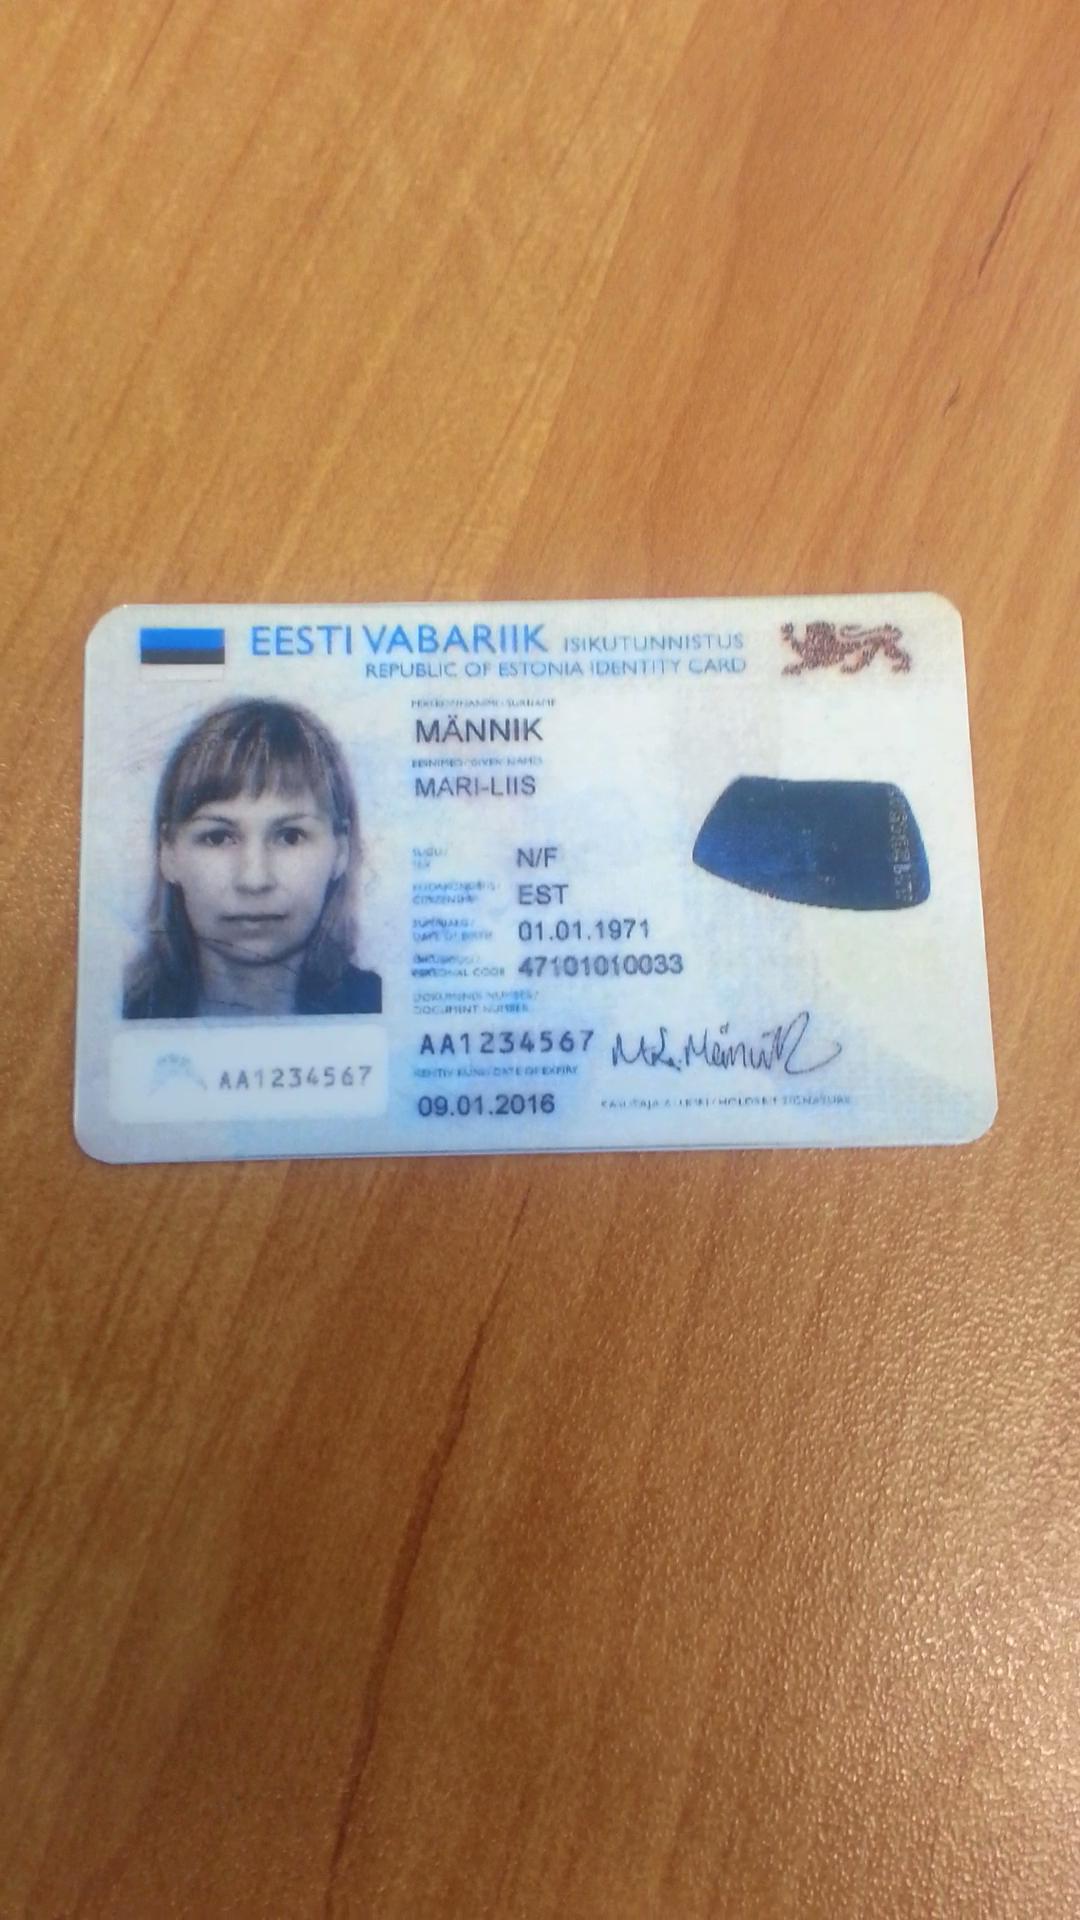 EESTI VABARIIK ISIKUTUNNISTUS
REPUBLIC OF ESTONIA IDENTITY CARD
PEREKONNANIMI/SURNAME
MÄNNIK
EESNIMED/GIVEN NAMES
MARI-LIIS
SUGU/
SEX
N/F
KODAKONDSUS/
CITIZENSHIP
EST
SÜNNIAEG/
DATE OF BIRTH
01.01.1971
ISIKUKOOD/
PERSONAL CODE
47101010033
DOKUMENDI NUMBER/
DOCUMENT NUMBER
AA1234567
M-L. Männik
AA1234567
KEHTIV KUNI/DATE OF EXPIRY
09.01.2016
KASUTAJA ALLKIRI/HOLDER'S SIGNATURE